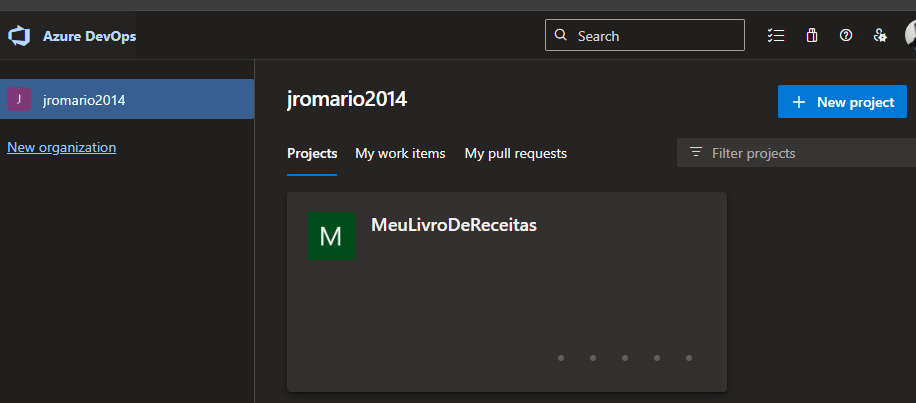 Azure DevOps
Search
J jromario2014
New organization
jromario2014
+ New project
Projects My work items My pull requests
Filter projects
M MeuLivroDeReceitas